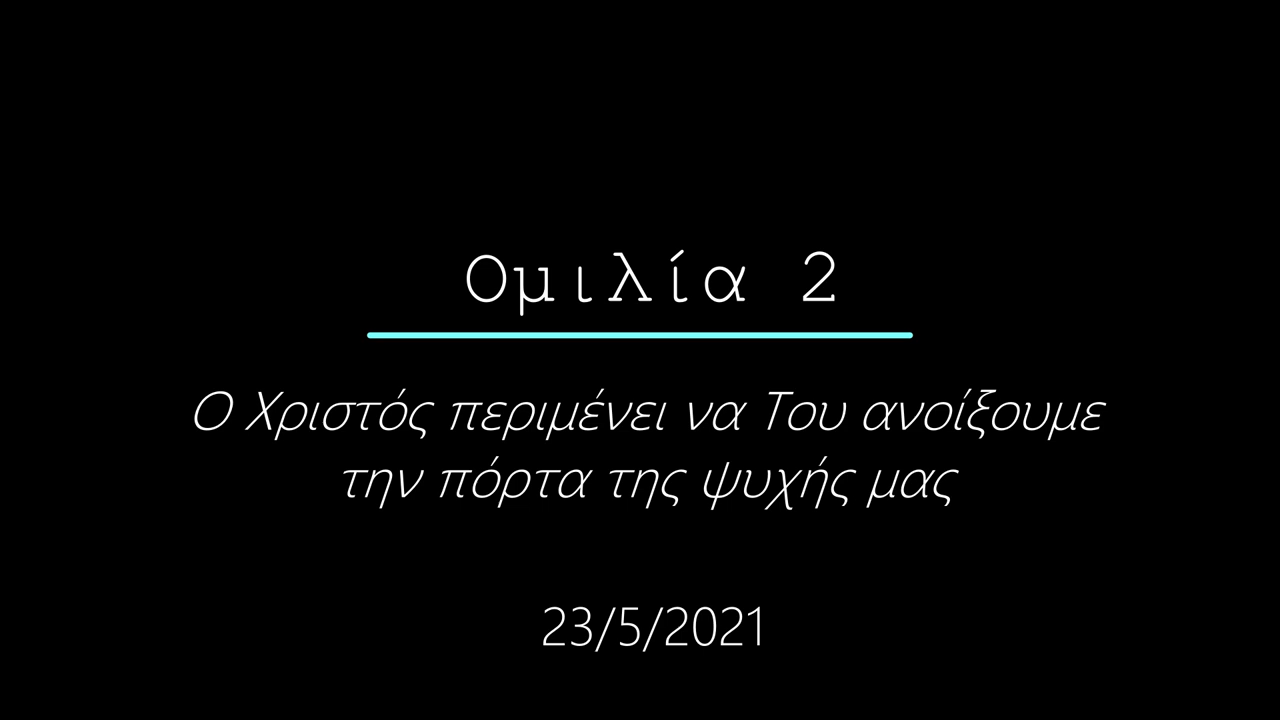 Ομιλία 2
Ο Χριστός περιμένει να Του ανοίξουμε
την πόρτα της ψυχής μας
23/5/2021